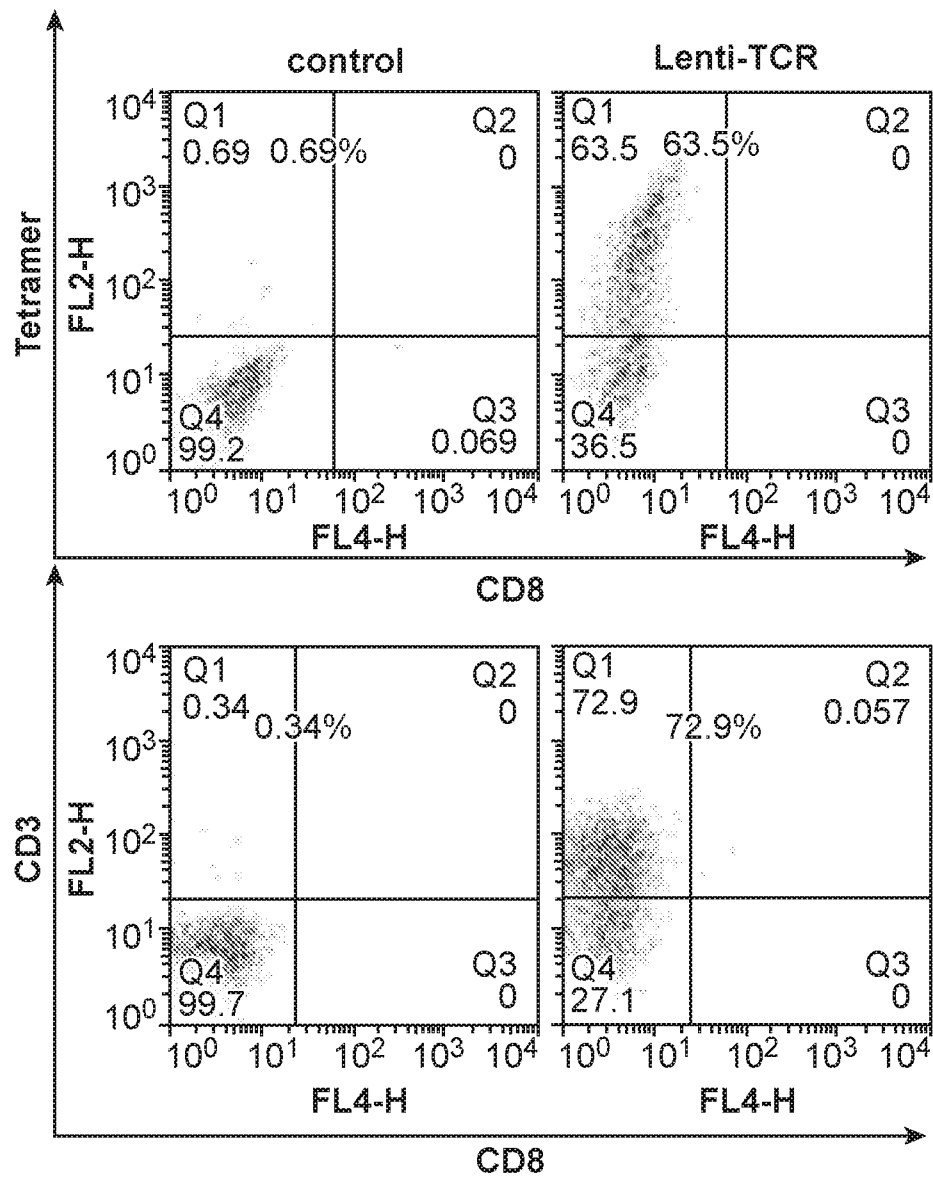 control
Lenti-TCR
Tetramer
FL2-H
10^4
10^3
10^2
10^1
10^0
Q1
0.69
0.69%
Q2
0
Q4
99.2
Q3
0.069
10^0 10^1 10^2 10^3 10^4
FL4-H
Q1
63.5
63.5%
Q2
0
Q4
36.5
Q3
0
10^0 10^1 10^2 10^3 10^4
FL4-H
CD8
CD3
FL2-H
10^4
10^3
10^2
10^1
10^0
Q1
0.34
0.34%
Q2
0
Q4
99.7
Q3
0
10^0 10^1 10^2 10^3 10^4
FL4-H
Q1
72.9
72.9%
Q2
0.057
Q4
27.1
Q3
0
10^0 10^1 10^2 10^3 10^4
FL4-H
CD8